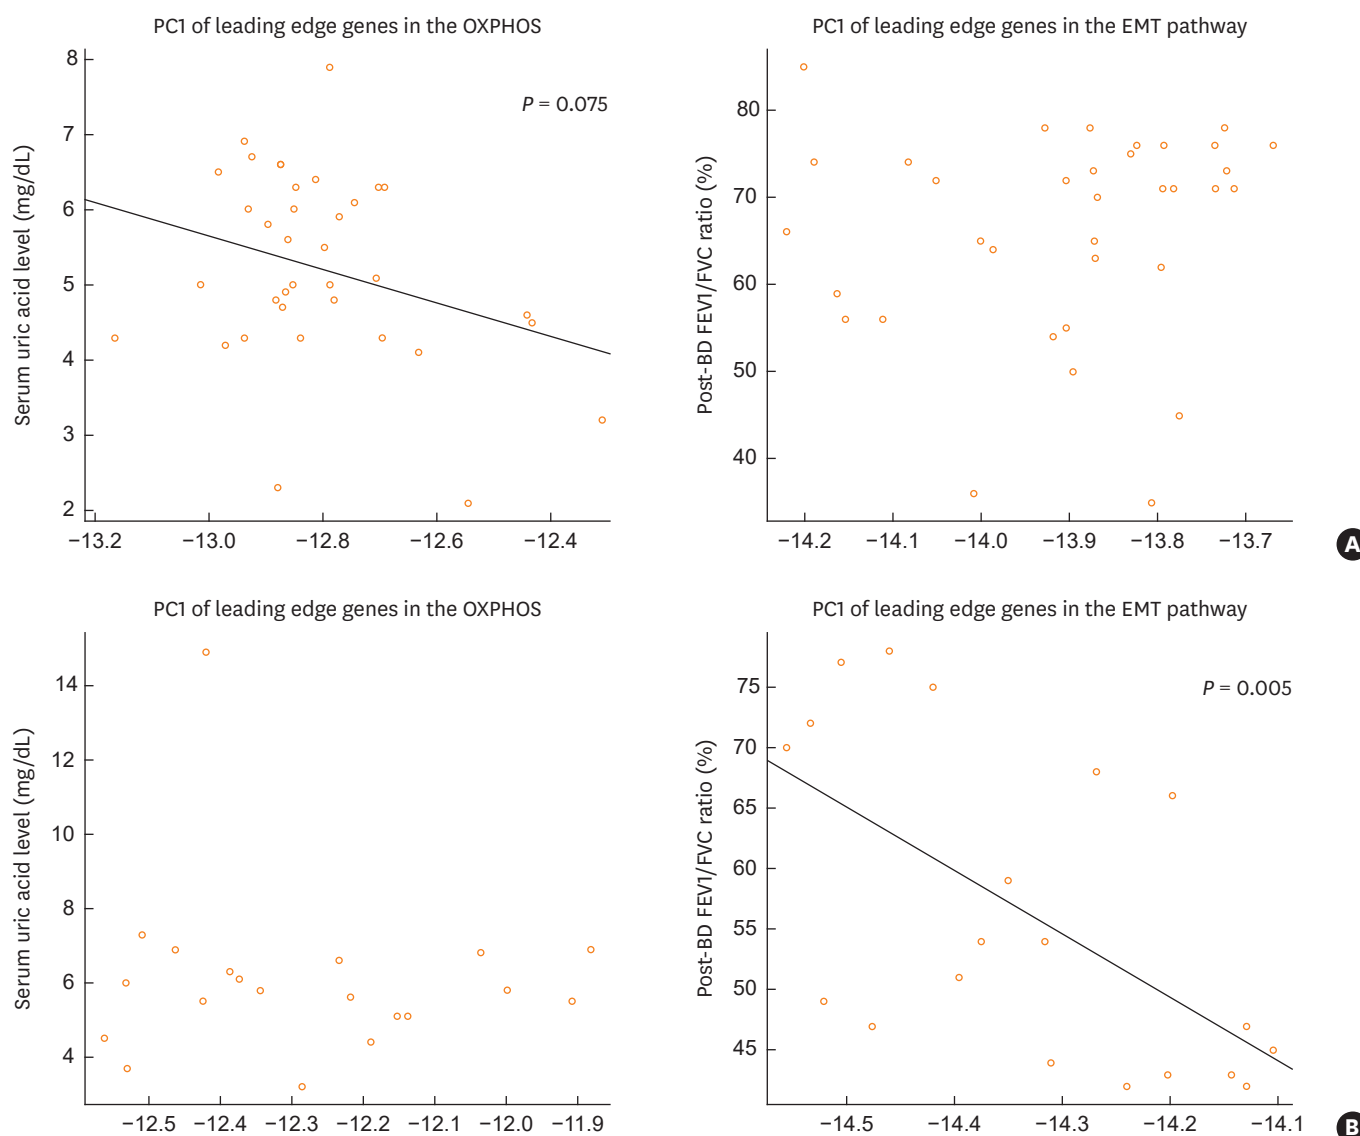 PC1 of leading edge genes in the OXPHOS
PC1 of leading edge genes in the EMT pathway
Serum uric acid level (mg/dL)
8
7
6
5
4
3
2
P = 0.075
−13.2 −13.0 −12.8 −12.6 −12.4
Post-BD FEV1/FVC ratio (%)
80
70
60
50
40
−14.2 −14.1 −14.0 −13.9 −13.8 −13.7
A
PC1 of leading edge genes in the OXPHOS
PC1 of leading edge genes in the EMT pathway
Serum uric acid level (mg/dL)
14
12
10
8
6
4
−12.5 −12.4 −12.3 −12.2 −12.1 −12.0 −11.9
Post-BD FEV1/FVC ratio (%)
75
70
65
60
55
50
45
P = 0.005
−14.5 −14.4 −14.3 −14.2 −14.1
B